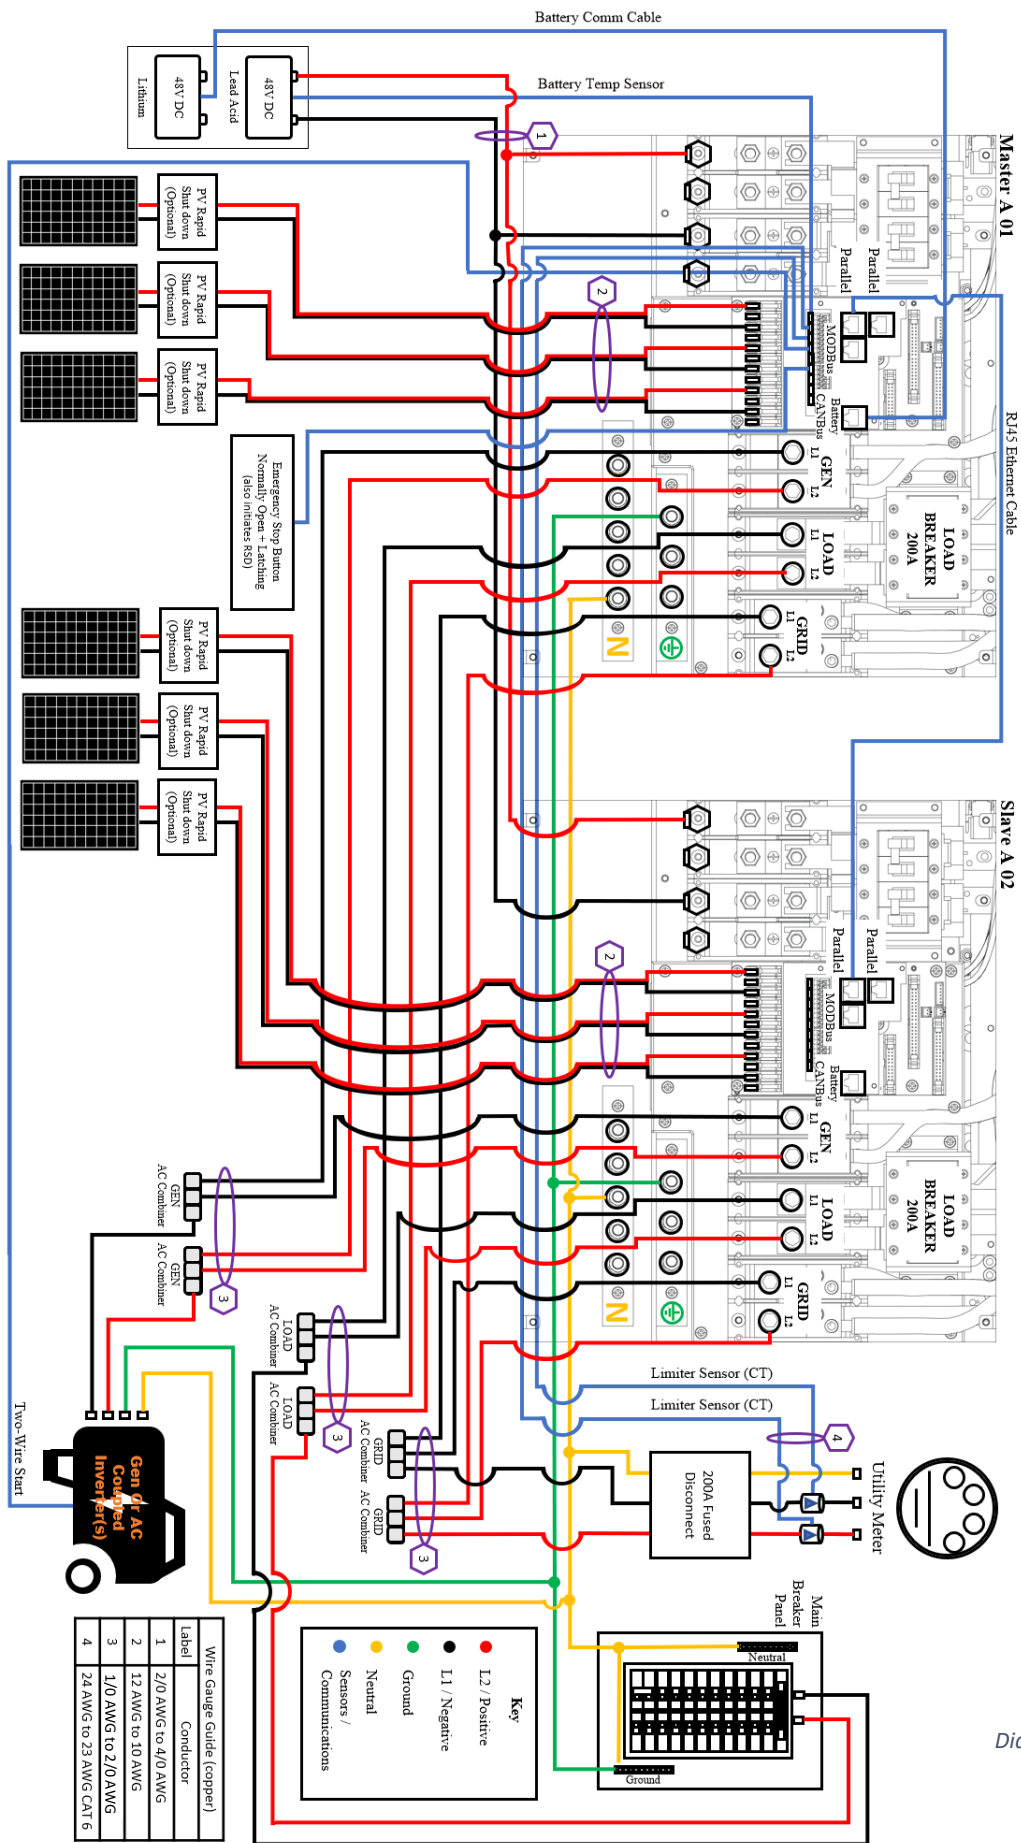 Battery Comm Cable
Battery Temp Sensor
48V DC
Lithium
48V DC
Lead Acid
1
Master A 01
Parallel
Parallel
MODBus
Battery
CANBus
RJ45 Ethernet Cable
PV Rapid
Shut down
(Optional)
PV Rapid
Shut down
(Optional)
PV Rapid
Shut down
(Optional)
2
Emergency Stop Button
Normally Open + Latching
(also initiates RSD)
L1
GEN
L2
L1
LOAD
L2
L1
GRID
L2
LOAD
BREAKER
200A
N
PV Rapid
Shut down
(Optional)
PV Rapid
Shut down
(Optional)
PV Rapid
Shut down
(Optional)
Slave A 02
Parallel
Parallel
MODBus
Battery
CANBus
2
L1
GEN
L2
L1
LOAD
L2
L1
GRID
L2
LOAD
BREAKER
200A
N
GEN
AC Combiner
GEN
AC Combiner
3
LOAD
AC Combiner
LOAD
AC Combiner
3
GRID
AC Combiner
GRID
AC Combiner
3
Limiter Sensor (CT)
Limiter Sensor (CT)
4
Utility Meter
200A Fused
Disconnect
Two-Wire Start
Gen Or AC
Coupled
Inverter(s)
Main
Breaker
Panel
Neutral
Ground
Key
L2 / Positive
L1 / Negative
Ground
Neutral
Sensors /
Communications
Wire Gauge Guide (copper)
Label Conductor
1 2/0 AWG to 4/0 AWG
2 12 AWG to 10 AWG
3 1/0 AWG to 2/0 AWG
4 24 AWG to 23 AWG CAT 6